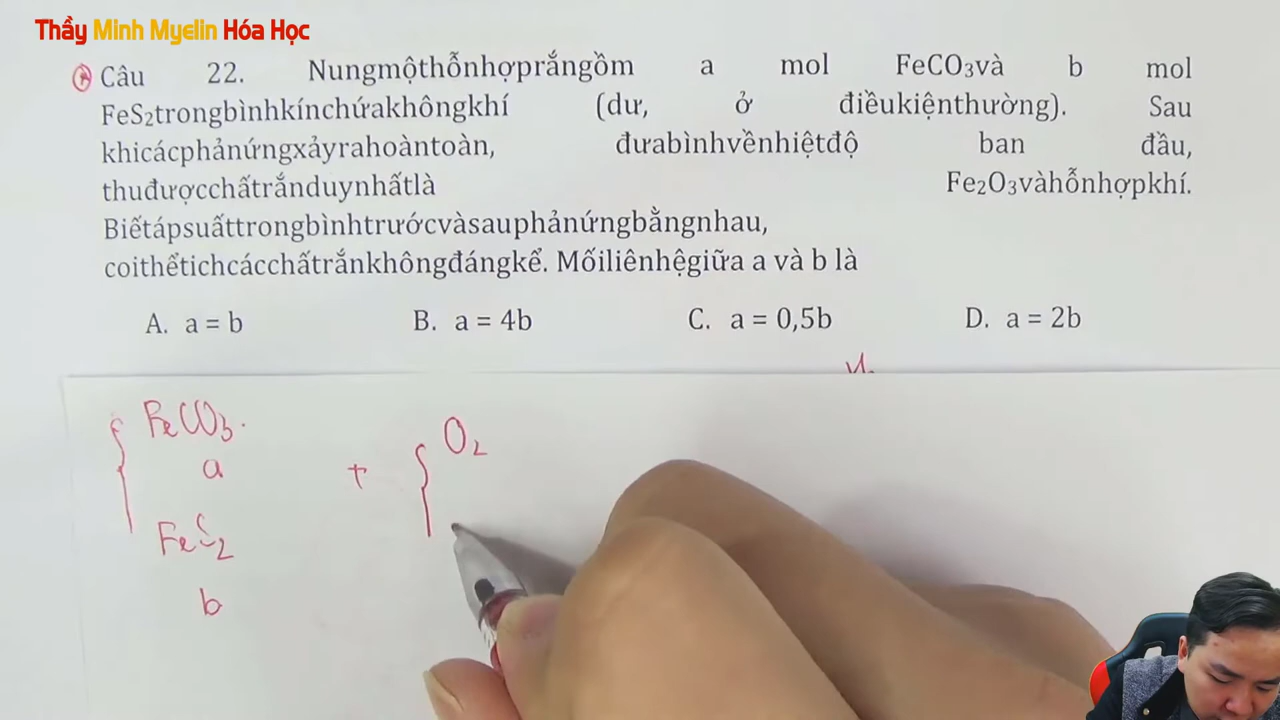 Thầy Minh Myelin Hóa Học
Câu 22. Nungmộthỗnhợprắngồm a mol FeCO₃và b mol
FeS₂trongbìnhkínchứakhôngkhí (dư, ở điềukiệnthường). Sau
khicácphảnứngxảyrahoàntoàn, đưabìnhvềnhiệtđộ ban đầu,
thuđượcchấtrắnduynhấtlà Fe₂O₃vàhỗnhợpkhí.
Biếtápsuấttrongbìnhtrướcvàsauphảnứngbằngnhau,
coithểtichcácchấtrắnkhôngđángkể. Mốiliênhệgiữa a và b là
A. a = b B. a = 4b C. a = 0,5b D. a = 2b
FeCO₃. + O₂
a
FeS₂
b